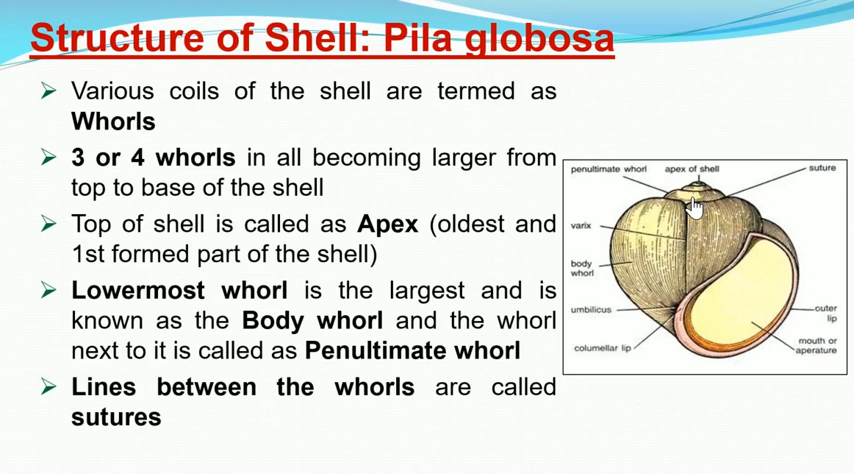 Structure of Shell: Pila globosa
➢ Various coils of the shell are termed as
Whorls
➢ 3 or 4 whorls in all becoming larger from
top to base of the shell
➢ Top of shell is called as Apex (oldest and
1st formed part of the shell)
➢ Lowermost whorl is the largest and is
known as the Body whorl and the whorl
next to it is called as Penultimate whorl
➢ Lines between the whorls are called
sutures
penultimate whorl
apex of shell
suture
varix
body
whorl
umbilicus
columellar lip
outer
lip
mouth or
aperature